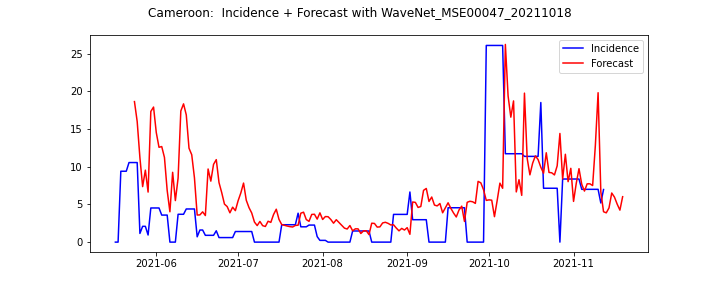 Cameroon:  Incidence + Forecast with WaveNet_MSE00047_20211018
Incidence
Forecast
25
20
15
10
5
0
2021-06 2021-07 2021-08 2021-09 2021-10 2021-11